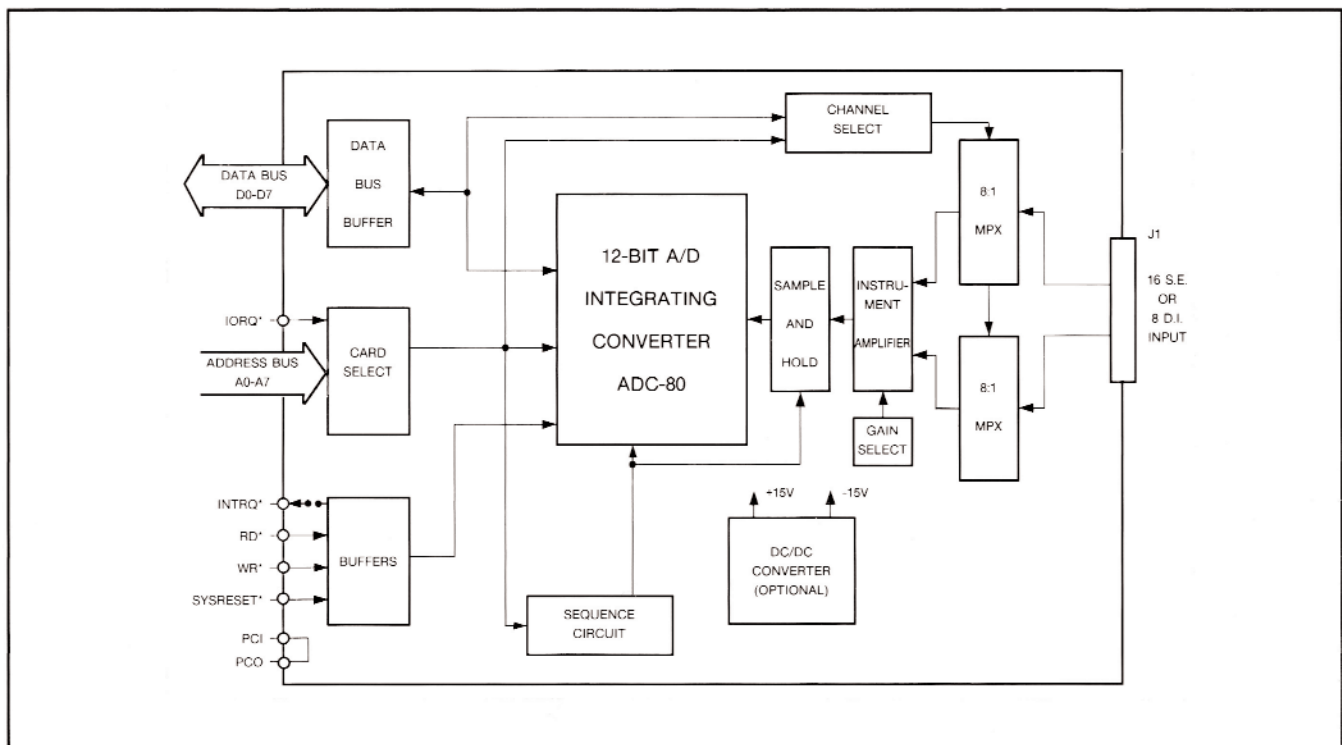 DATA BUS
D0-D7
DATA
BUS
BUFFER
IORQ*
ADDRESS BUS
A0-A7
CARD
SELECT
INTRQ*
RD*
WR*
SYSRESET*
PCI
PCO
BUFFERS
12-BIT A/D
INTEGRATING
CONVERTER
ADC-80
SEQUENCE
CIRCUIT
CHANNEL
SELECT
SAMPLE
AND
HOLD
INSTRU-
MENT
AMPLIFIER
GAIN
SELECT
+15V
-15V
DC/DC
CONVERTER
(OPTIONAL)
8:1
MPX
8:1
MPX
J1
16 S.E.
OR
8 D.I.
INPUT